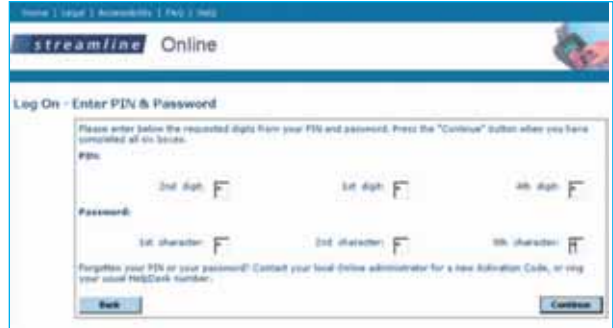 Home | Legal | Accessibility | FAQ | Help
streamline Online
Log On - Enter PIN & Password
Please enter below the requested digits from your PIN and password. Press the "Continue" button when you have
completed all six boxes.
PIN:
2nd digit: 1st digit: 4th digit:
Password:
1st character: 2nd character: character:
Forgotten your PIN or your password? Contact your local Online administrator for a new Activation Code, or ring
your usual HelpDesk number.
Back Continue